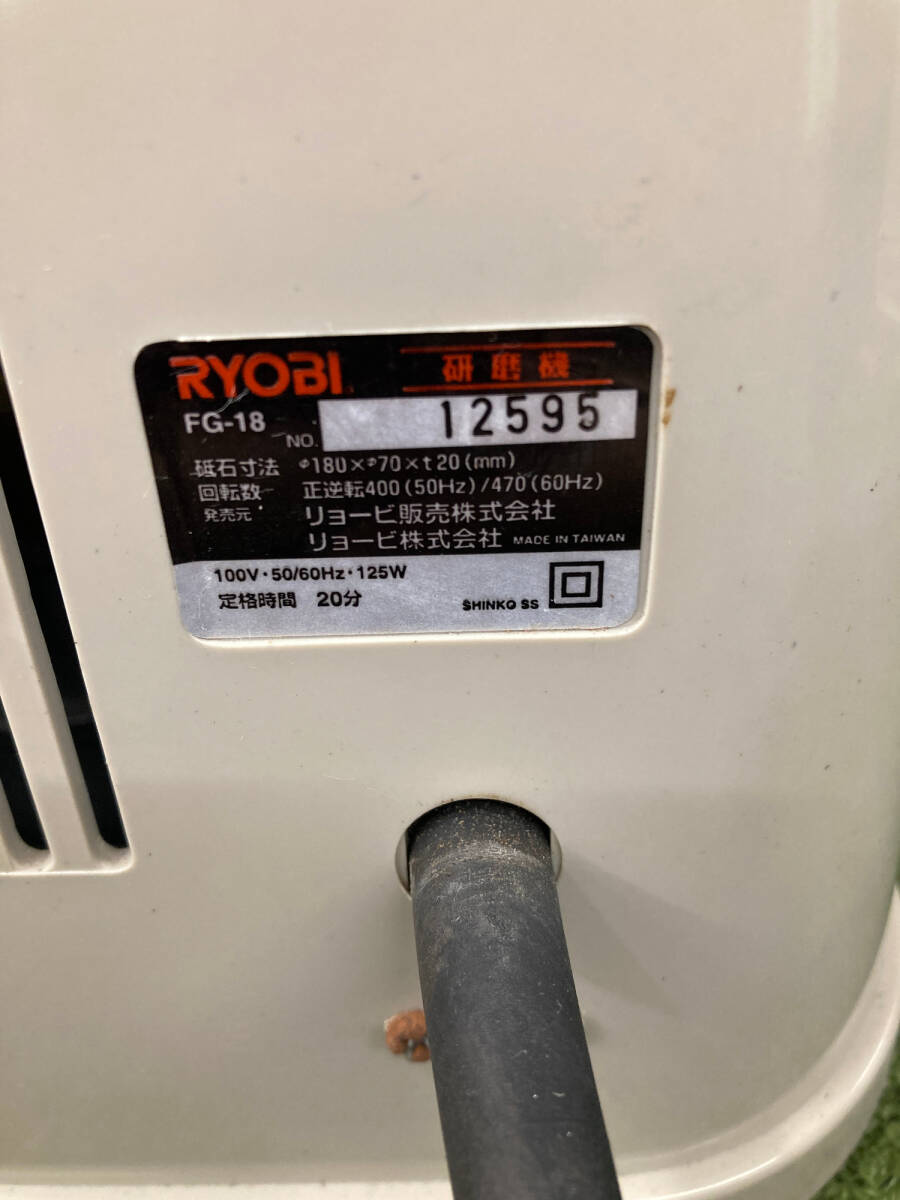 RYOBI 研磨機
FG-18 NO. 12595
砥石寸法 φ180×φ70×t20(mm)
回転数 正逆転400(50Hz)/470(60Hz)
発売元 リョービ販売株式会社
リョービ株式会社 MADE IN TAIWAN
100V・50/60Hz・125W
定格時間 20分 SHINKO SS